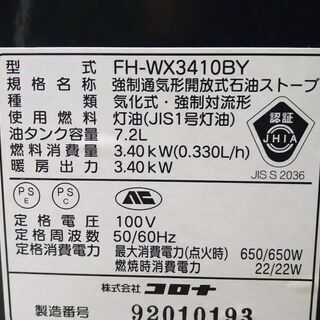 型式 FH-WX3410BY
規格名称 強制通気形開放式石油ストーブ
種類 気化式・強制対流形
使用燃料 灯油(JIS1号灯油)
油タンク容量 7.2L
燃料消費量 3.40kW(0.330L/h)
暖房出力 3.40kW
認証
JHIA
JIS S 2036
PS E
PS C
定格電圧 100V
定格周波数 50/60Hz
定格消費電力 最大消費電力(点火時) 650/650W
燃焼時消費電力 22/22W
株式会社 コロナ
製造番号 92010193